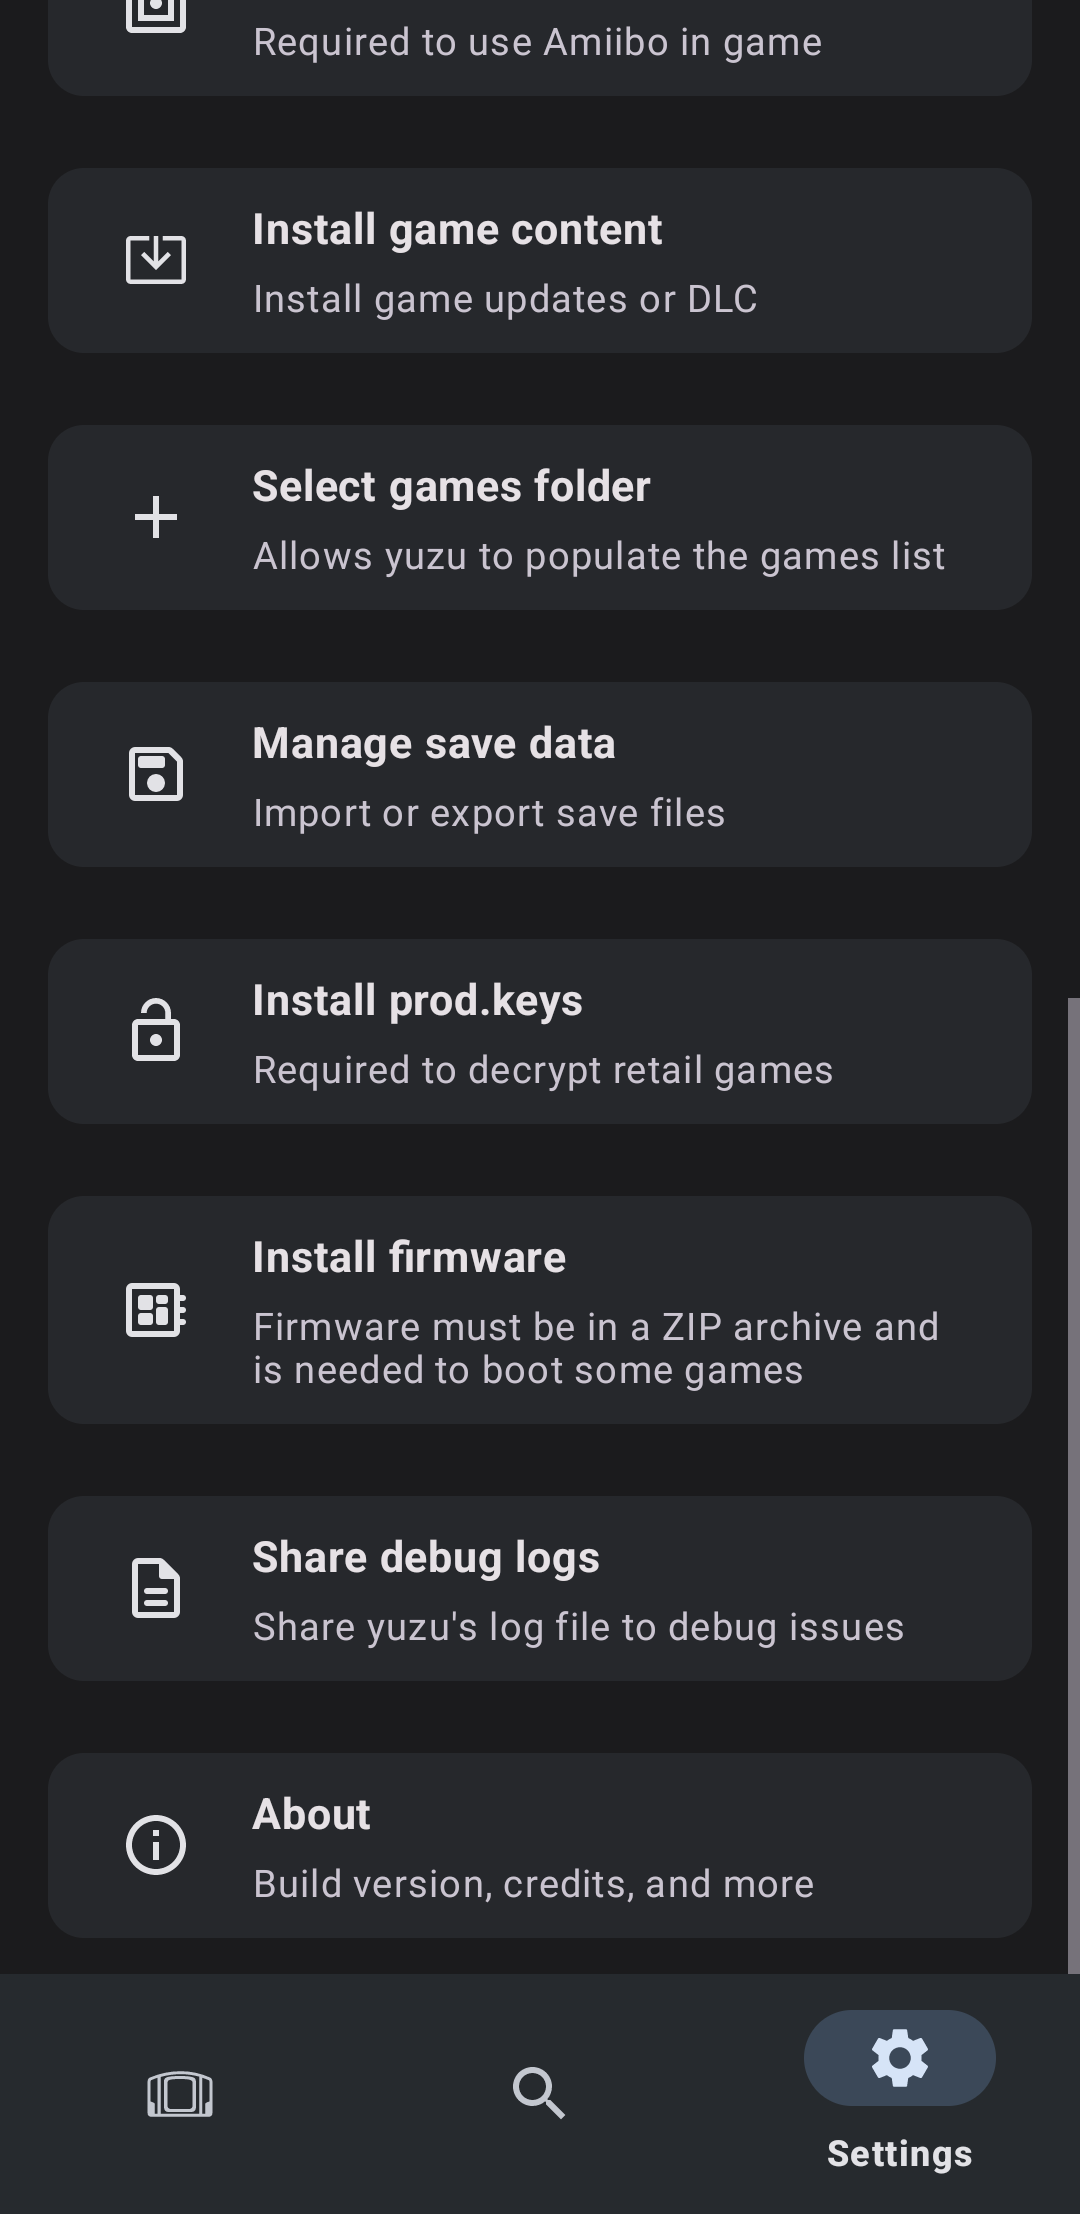 Required to use Amiibo in game
Install game content
Install game updates or DLC
Select games folder
Allows yuzu to populate the games list
Manage save data
Import or export save files
Install prod.keys
Required to decrypt retail games
Install firmware
Firmware must be in a ZIP archive and
is needed to boot some games
Share debug logs
Share yuzu's log file to debug issues
About
Build version, credits, and more
Settings